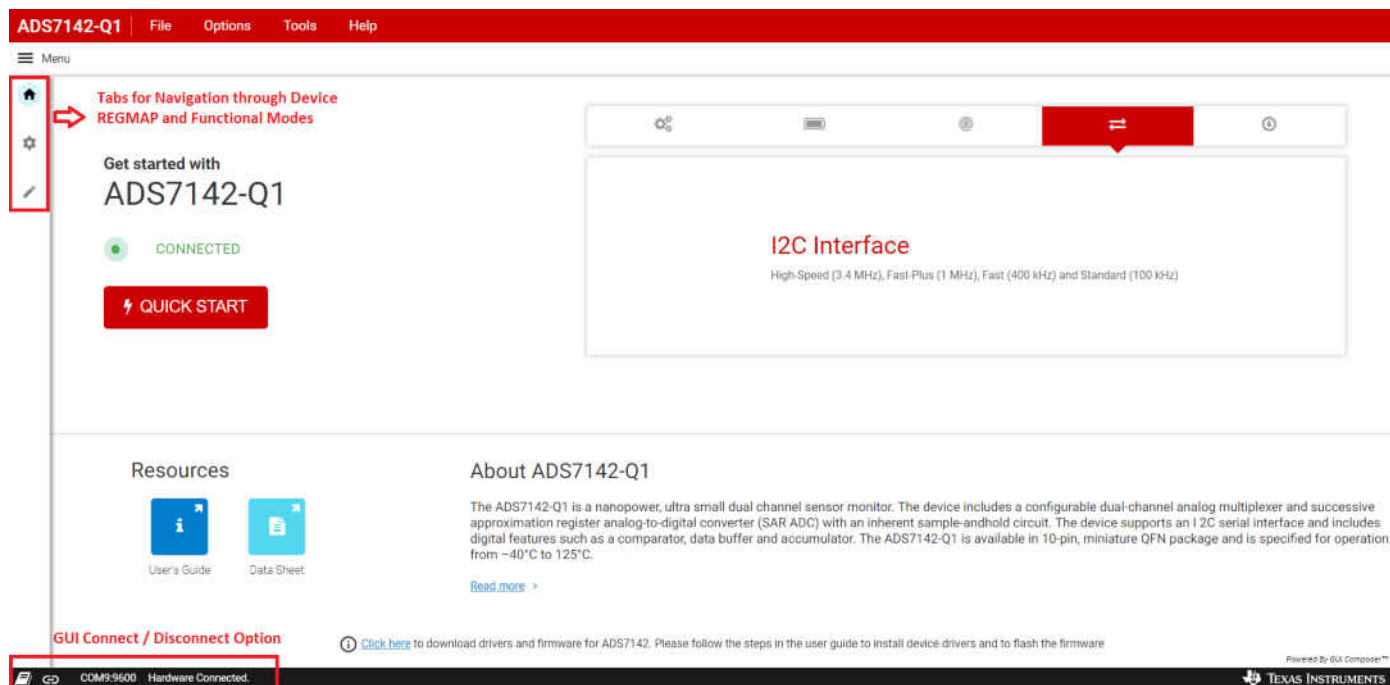 ADS7142-Q1 File Options Tools Help
Menu
Tabs for Navigation through Device
REGMAP and Functional Modes
Get started with
ADS7142-Q1
CONNECTED
QUICK START
I2C Interface
High-Speed (3.4 MHz), Fast-Plus (1 MHz), Fast (400 kHz) and Standard (100 kHz)
Resources
User's Guide
Data Sheet
About ADS7142-Q1
The ADS7142-Q1 is a nanopower, ultra small dual channel sensor monitor. The device includes a configurable dual-channel analog multiplexer and successive
approximation register analog-to-digital converter (SAR ADC) with an inherent sample-andhold circuit. The device supports an I 2C serial interface and includes
digital features such as a comparator, data buffer and accumulator. The ADS7142-Q1 is available in 10-pin, miniature QFN package and is specified for operation
from −40°C to 125°C.
Read more >
GUI Connect / Disconnect Option
Click here to download drivers and firmware for ADS7142. Please follow the steps in the user guide to install device drivers and to flash the firmware
Powered By GUI Composer™
COM9:9600 Hardware Connected.
TEXAS INSTRUMENTS